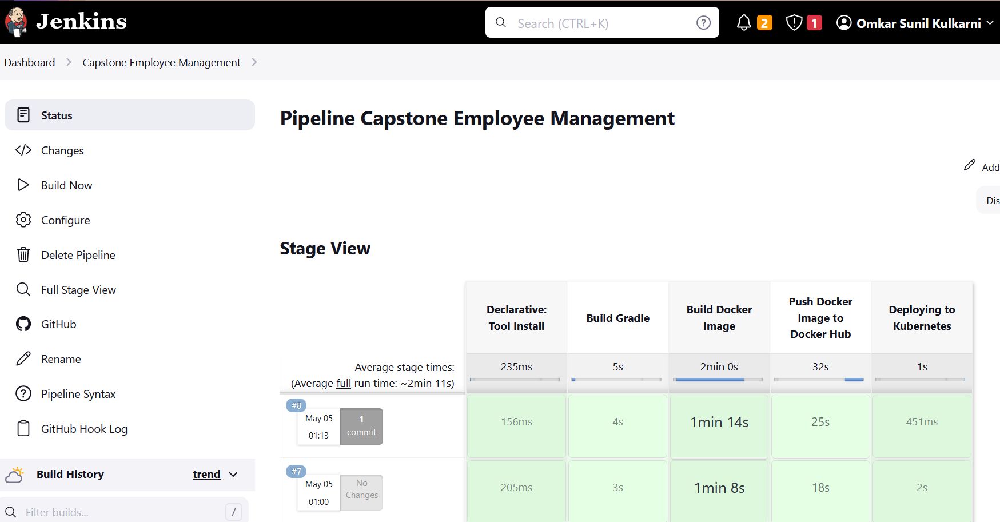 Jenkins
Search (CTRL+K)
?
2
1
Omkar Sunil Kulkarni
Dashboard
Capstone Employee Management
Status
Changes
Build Now
Configure
Delete Pipeline
Full Stage View
GitHub
Rename
Pipeline Syntax
GitHub Hook Log
Build History
trend
Filter builds...
/
Pipeline Capstone Employee Management
Add
Dis
Stage View
Declarative:
Tool Install
Build Gradle
Build Docker
Image
Push Docker
Image to
Docker Hub
Deploying to
Kubernetes
Average stage times:
(Average full run time: ~2min 11s)
235ms
5s
2min 0s
32s
1s
#8
May 05
01:13
1
commit
156ms
4s
1min 14s
25s
451ms
#7
May 05
01:00
No
Changes
205ms
3s
1min 8s
18s
2s